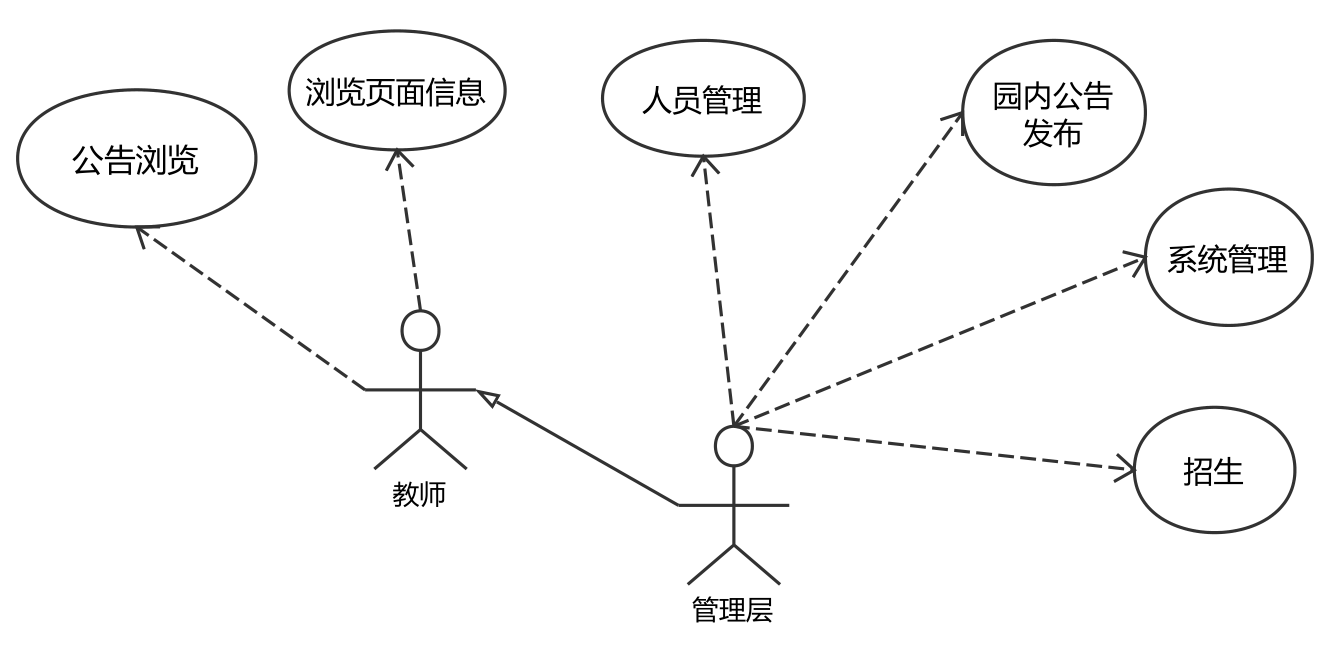 浏览页面信息
人员管理
园内公告
发布
公告浏览
系统管理
招生
教师
管理层